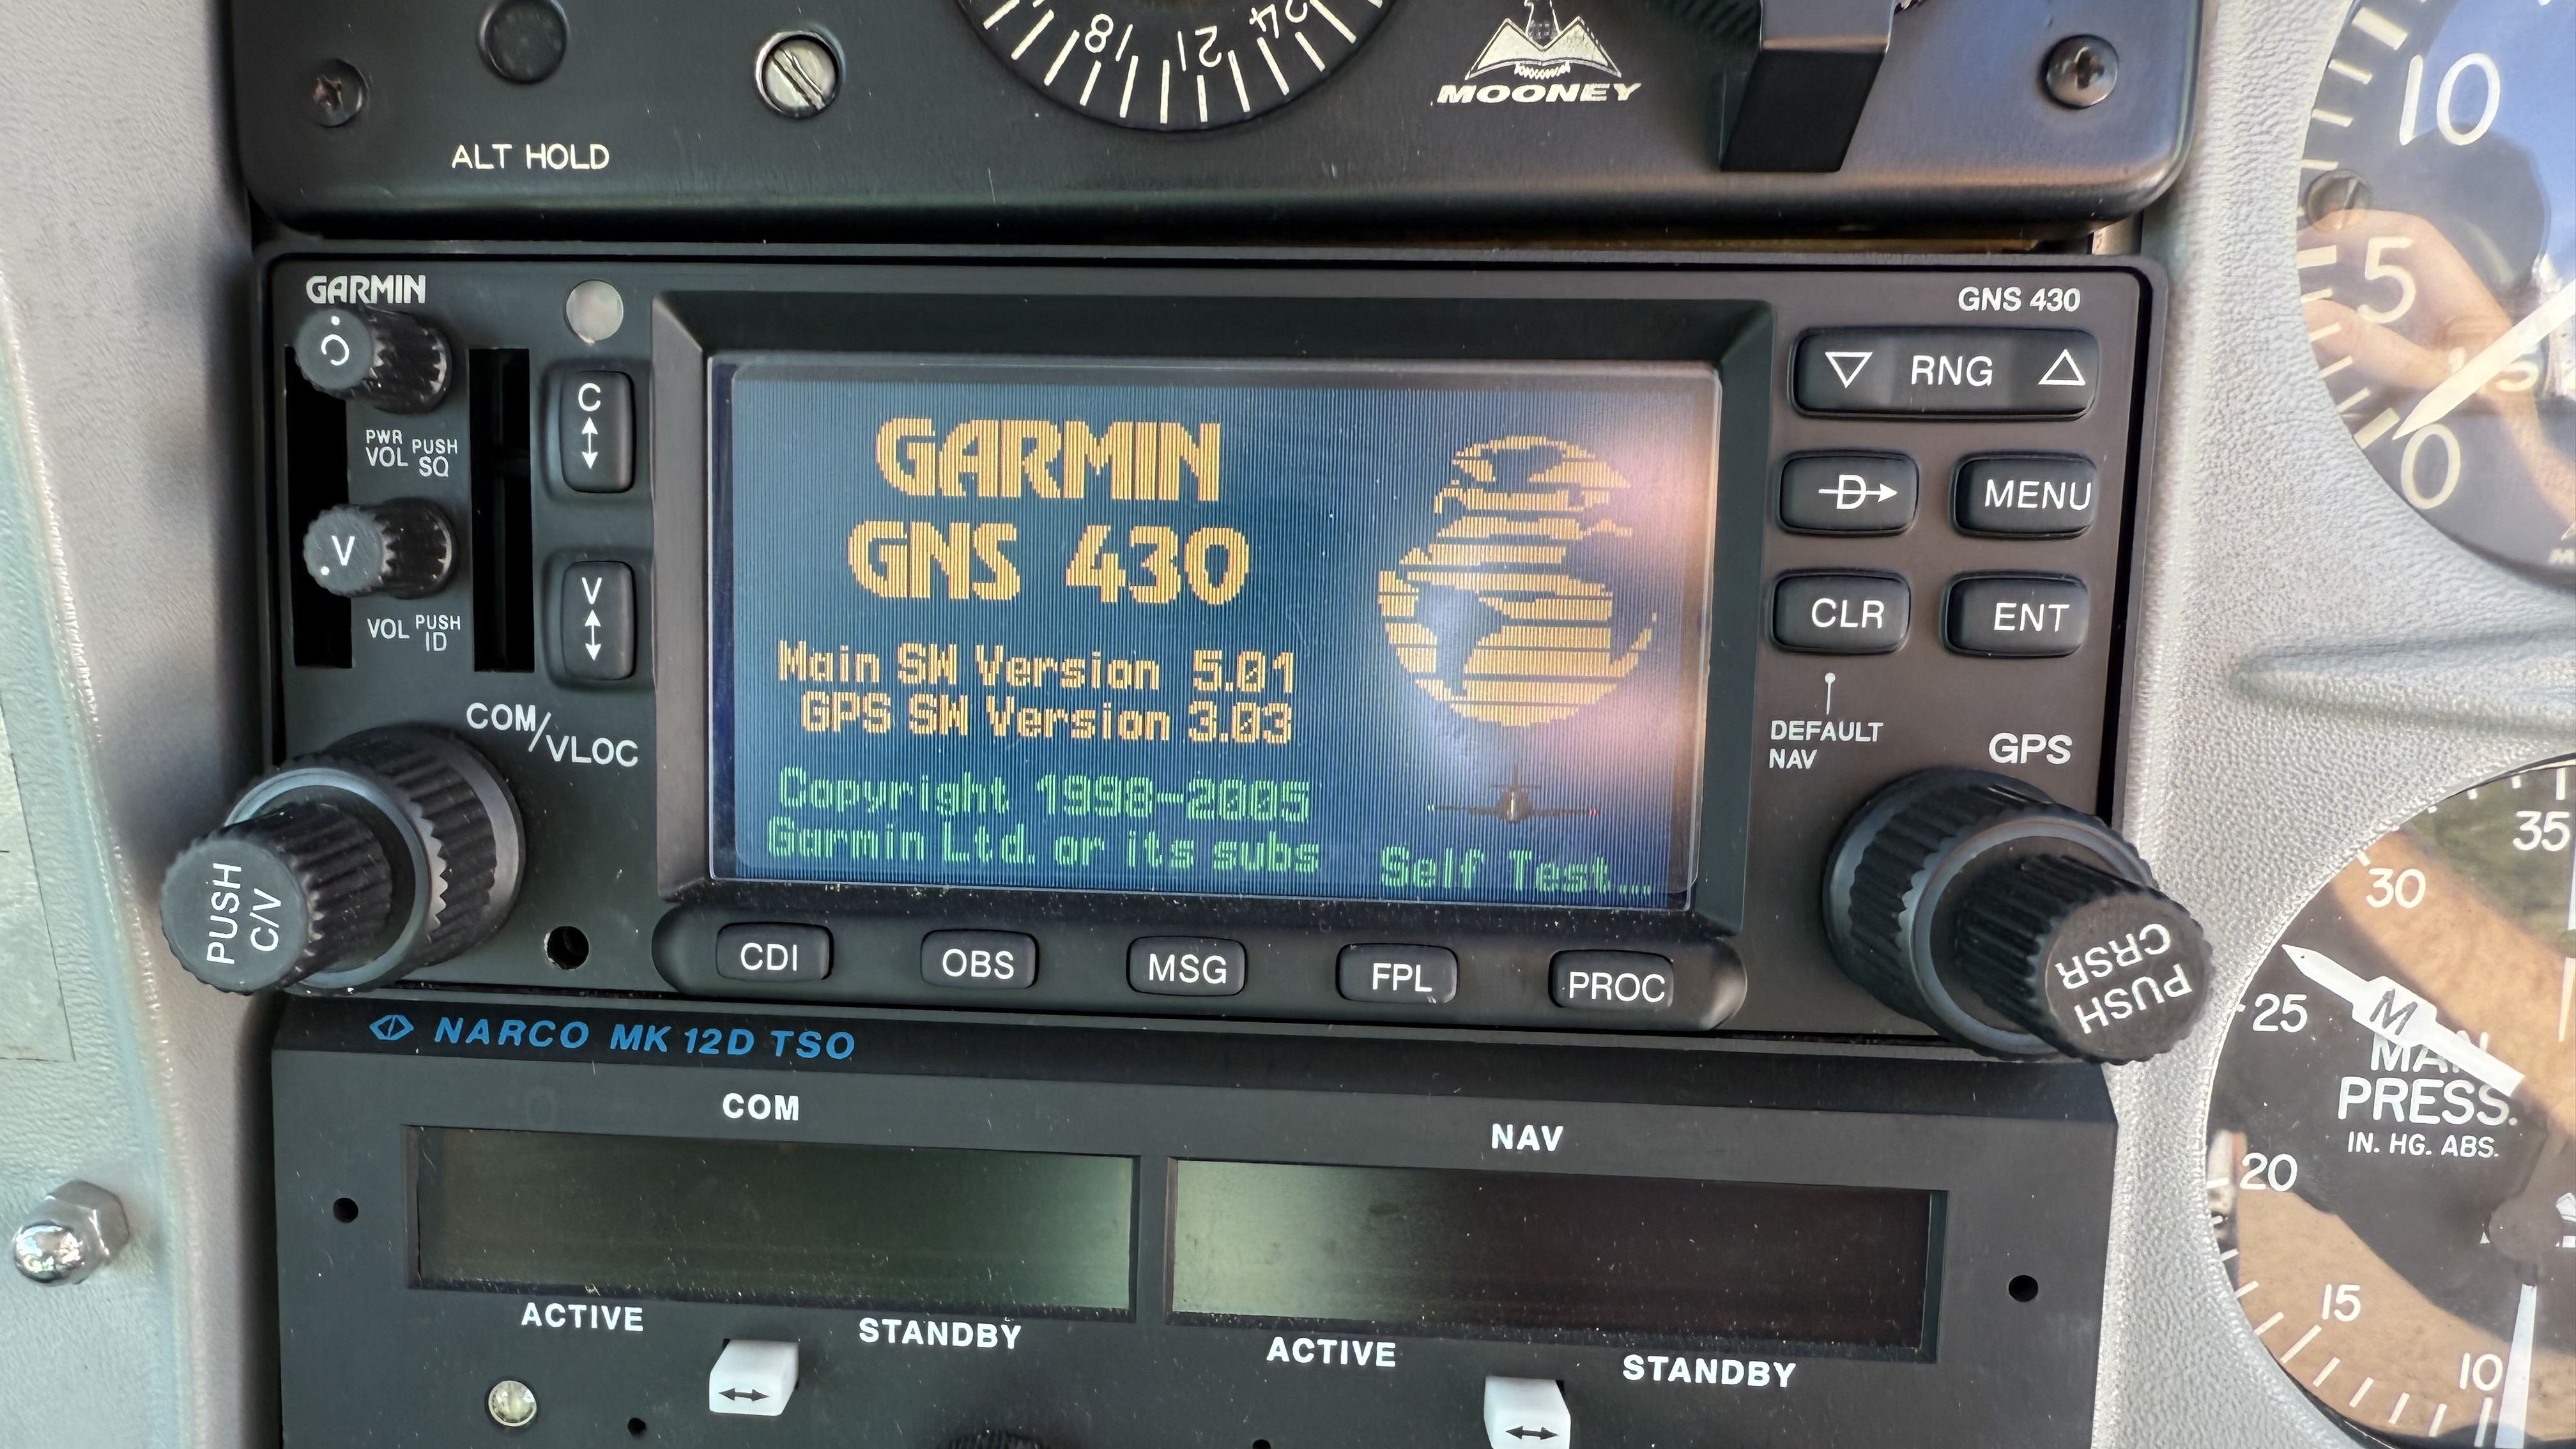 18 21 24
MOONEY
ALT HOLD
10
5
0
GARMIN
GNS 430
C
PWR
VOL
PUSH
SQ
V
VOL
PUSH
ID
V
COM/VLOC
PUSH
C/V
GARMIN
GNS 430
Main SW Version 5.01
GPS SW Version 3.03
Copyright 1998-2005
Garmin Ltd. or its subs
Self Test...
RNG
D
MENU
CLR
ENT
DEFAULT
NAV
GPS
PUSH
CRSR
CDI
OBS
MSG
FPL
PROC
NARCO MK 12D TSO
COM
NAV
ACTIVE
STANDBY
ACTIVE
STANDBY
35
30
25
20
15
10
M
MAN
PRESS.
IN. HG. ABS.